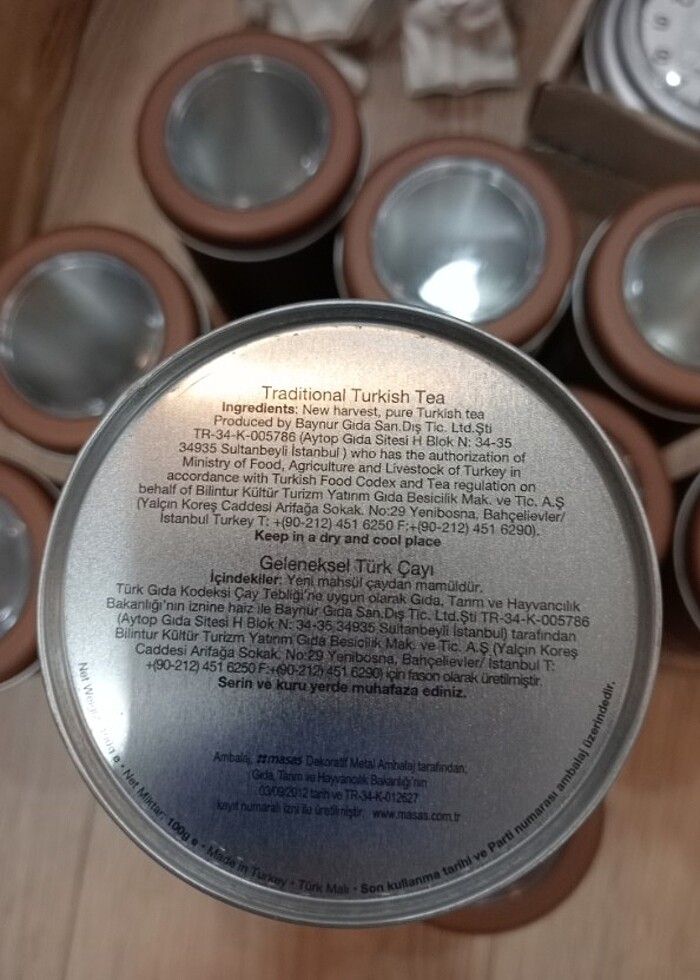 Traditional Turkish Tea
Ingredients: New harvest, pure Turkish tea
Produced by Baynur Gıda San.Dış Tic. Ltd.Şti
TR-34-K-005786 (Aytop Gıda Sitesi H Blok N: 34-35
34935 Sultanbeyli İstanbul ) who has the authorization of
Ministry of Food, Agriculture and Livestock of Turkey in
accordance with Turkish Food Codex and Tea regulation on
behalf of Bilintur Kültür Turizm Yatırım Gıda Besicilik Mak. ve Tic. A.Ş
(Yalçın Koreş Caddesi Arifağa Sokak. No:29 Yenibosna, Bahçelievler/
İstanbul Turkey T: +(90-212) 451 6250 F:+(90-212) 451 6290).
Keep in a dry and cool place
Geleneksel Türk Çayı
İçindekiler: Yeni mahsül çaydan mamüldür.
Türk Gıda Kodeksi Çay Tebliği'ne uygun olarak Gıda, Tarım ve Hayvancılık
Bakanlığı'nın iznine haiz ile Baynur Gıda San.Dış Tic. Ltd.Şti TR-34-K-005786
(Aytop Gıda Sitesi H Blok N: 34-35 34935 Sultanbeyli İstanbul) tarafından
Bilintur Kültür Turizm Yatırım Gıda Besicilik Mak. ve Tic. A.Ş (Yalçın Koreş
Caddesi Arifağa Sokak. No:29 Yenibosna, Bahçelievler/ İstanbul T:
+(90-212) 451 6250 F:+(90-212) 451 6290) için fason olarak üretilmiştir.
Serin ve kuru yerde muhafaza ediniz.
Ambalaj, masas Dekoratif Metal Ambalaj tarafından;
Gıda, Tarım ve Hayvancılık Bakanlığı'nın
03/09/2012 tarih ve TR-34-K-012627
kayıt numaralı izni ile üretilmiştir. www.masas.com.tr
Net 100g e • Net Miktar: 100g e • Made in Turkey • Türk Malı • Son kullanma tarihi ve Parti numarası ambalaj üzerindedir.